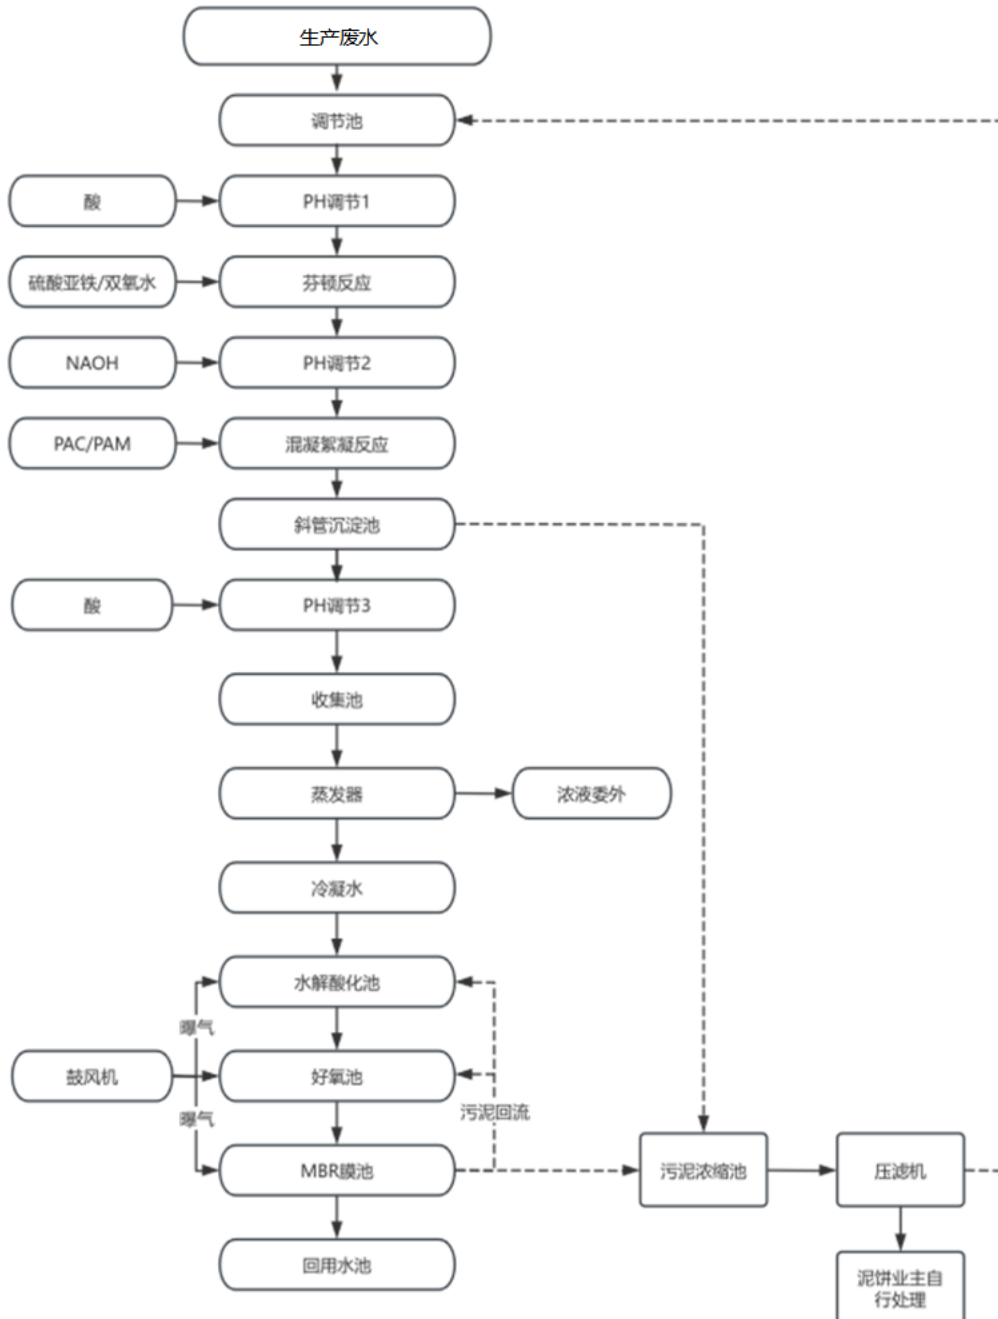 生产废水
调节池
酸
PH调节1
硫酸亚铁/双氧水
芬顿反应
NAOH
PH调节2
PAC/PAM
混凝絮凝反应
斜管沉淀池
酸
PH调节3
收集池
蒸发器
浓液委外
冷凝水
水解酸化池
曝气
鼓风机
好氧池
曝气
污泥回流
MBR膜池
污泥浓缩池
压滤机
回用水池
泥饼业主自
行处理